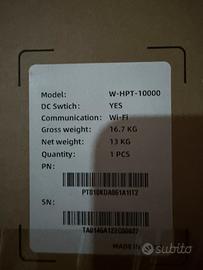 Model: W-HPT-10000
DC Swtich: YES
Communication: Wi-Fi
Gross weight: 16.7 KG
Net weight: 13 KG
Quantity: 1 PCS
PN:
PT010KDA061A11TZ
SN:
MADE IN
subito